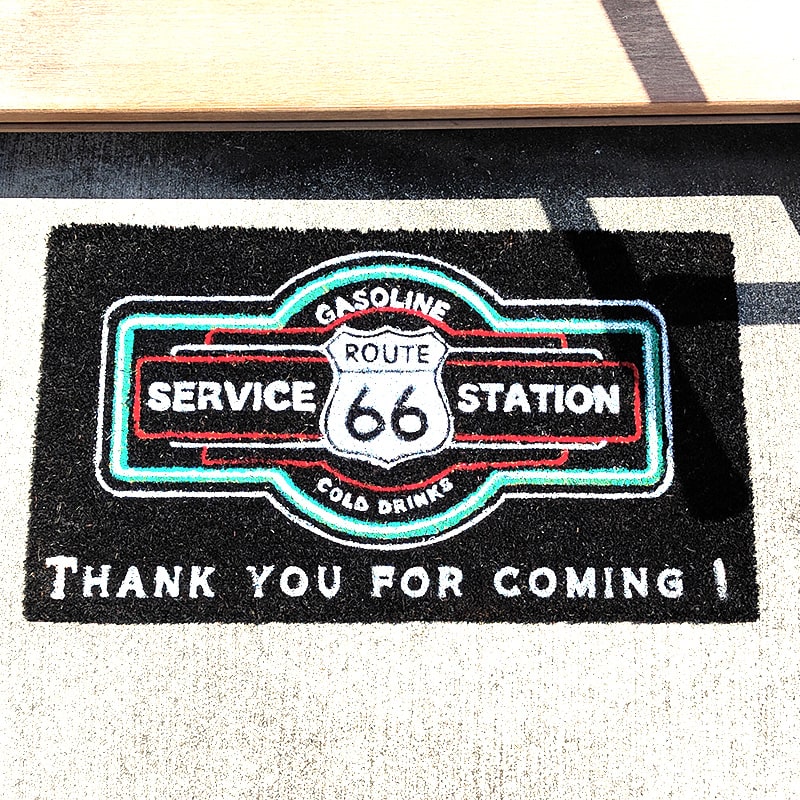 GASOLINE
ROUTE
SERVICE 66 STATION
COLD DRINKS
THANK YOU FOR COMING !